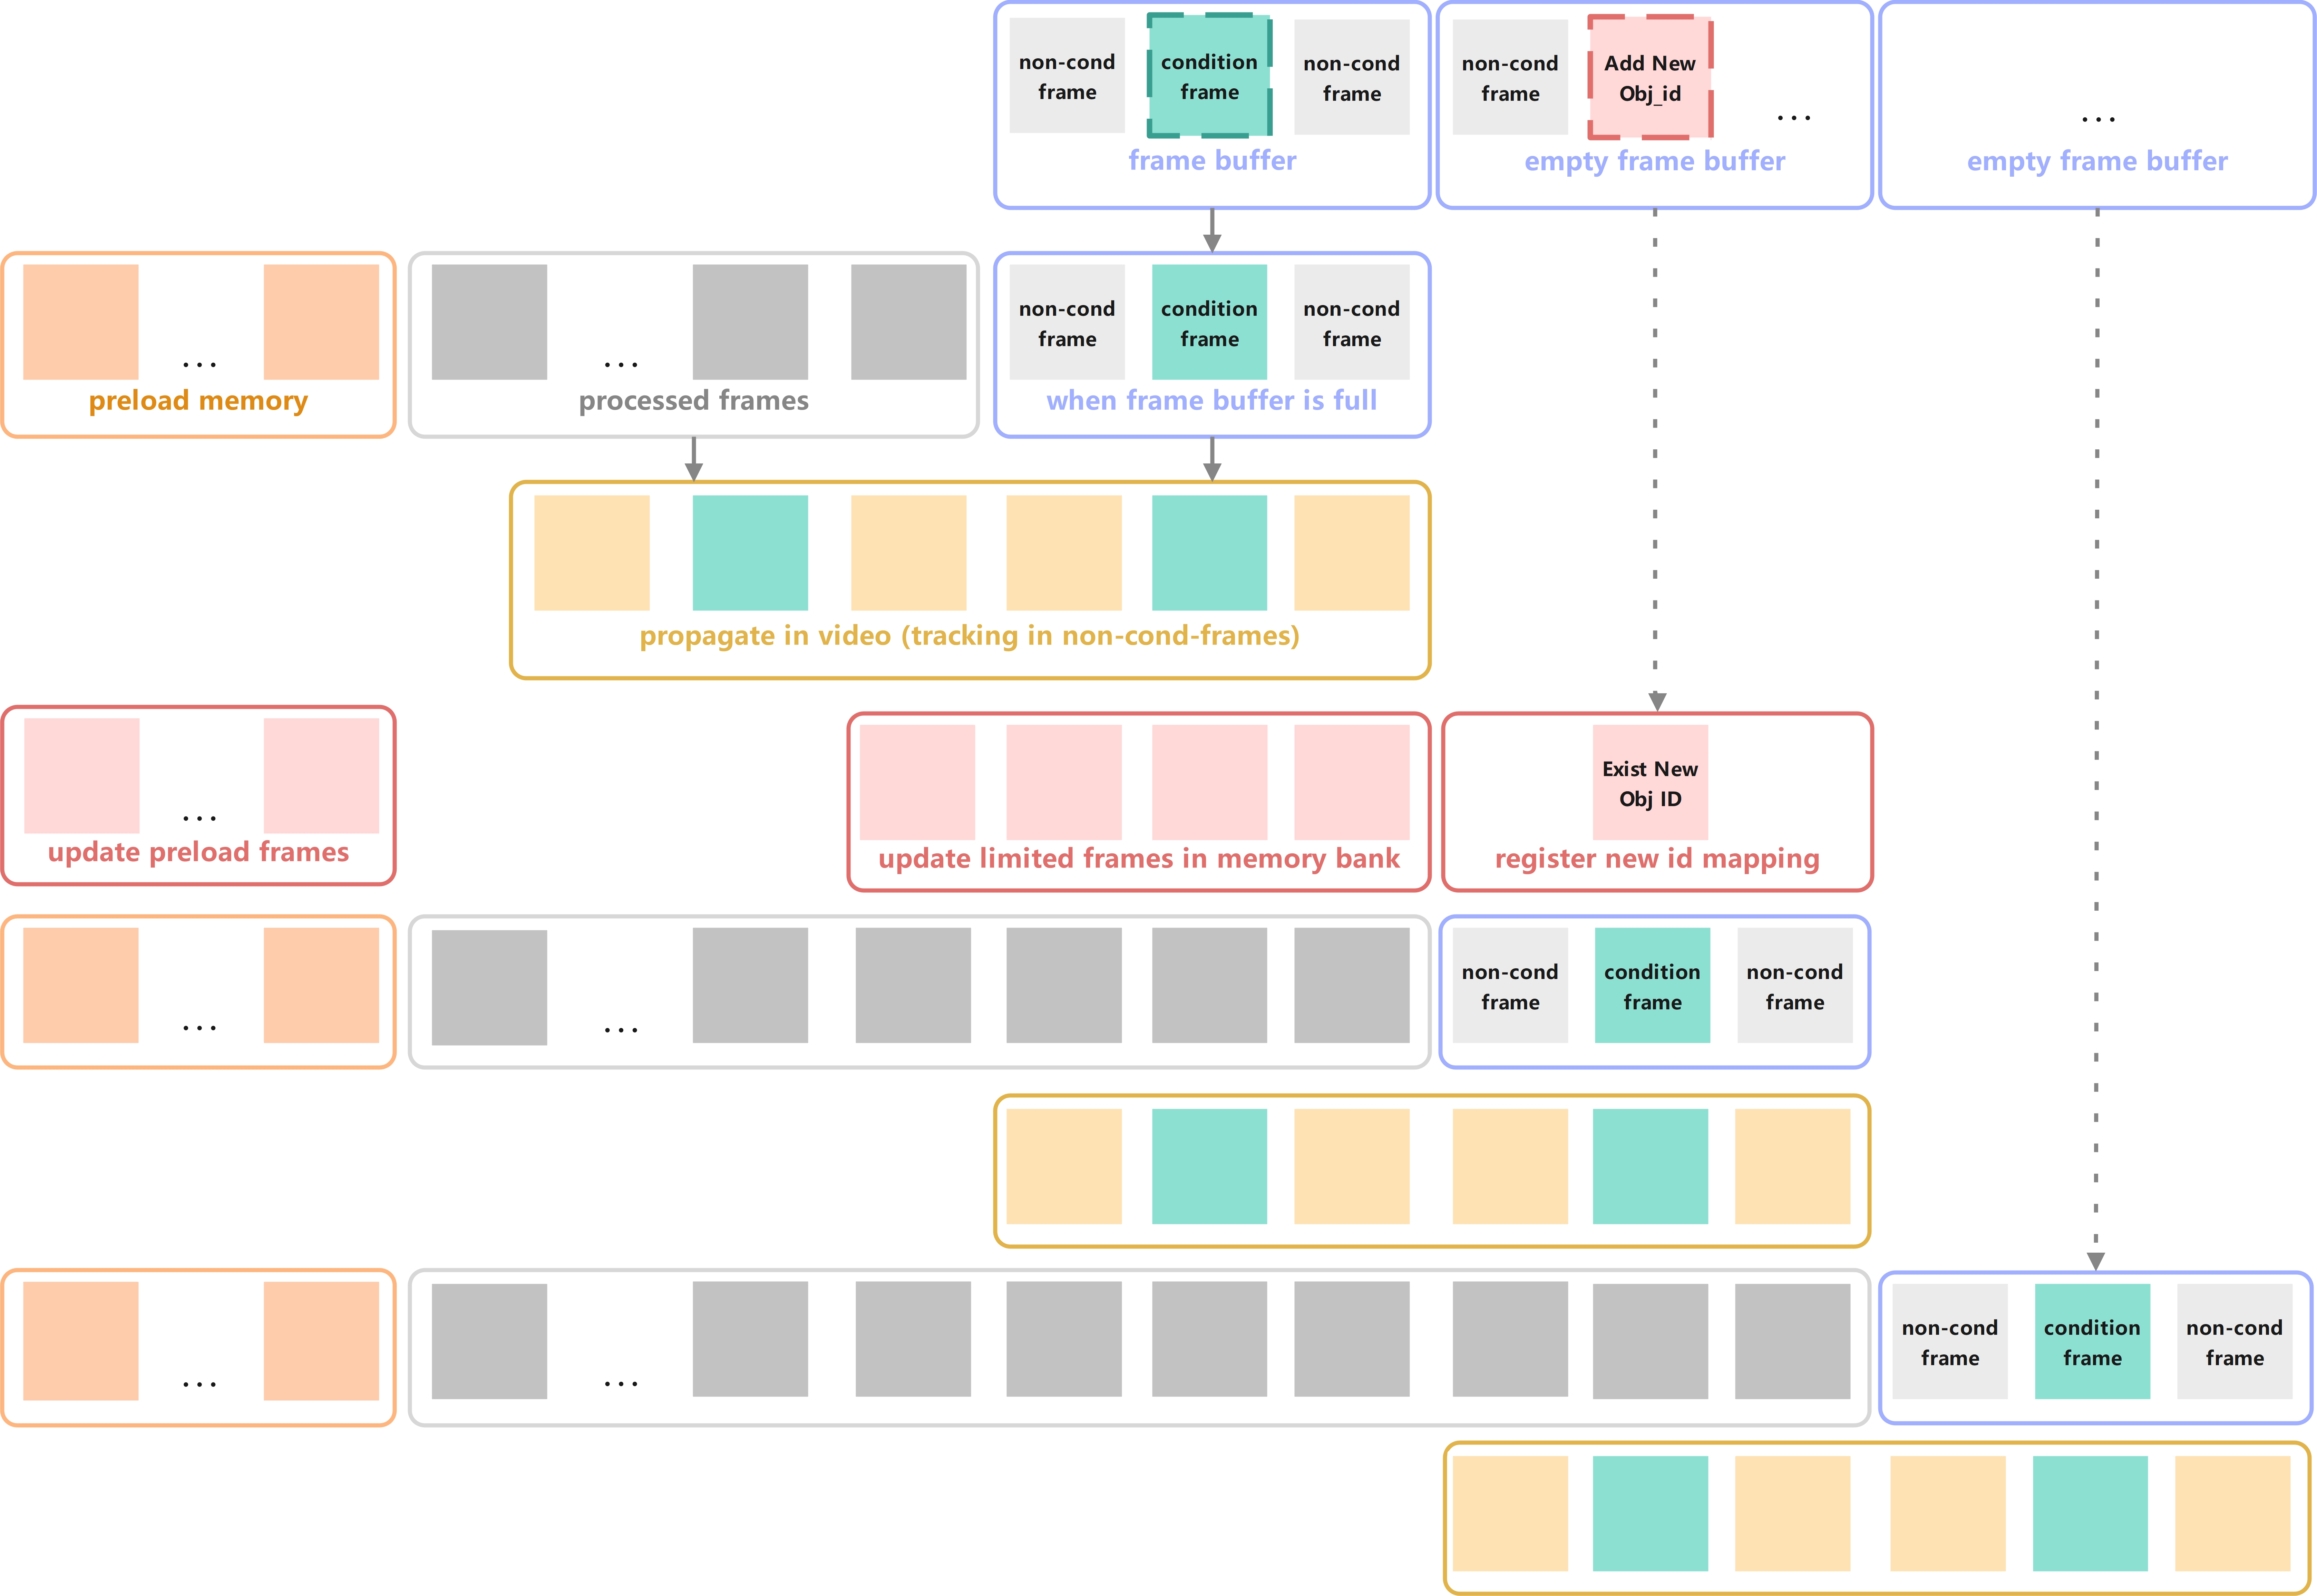 non-cond
frame
condition
frame
non-cond
frame
frame buffer
non-cond
frame
Add New
Obj_id
...
empty frame buffer
...
empty frame buffer
...
preload memory
...
processed frames
non-cond
frame
condition
frame
non-cond
frame
when frame buffer is full
propagate in video (tracking in non-cond-frames)
...
update preload frames
update limited frames in memory bank
Exist New
Obj ID
register new id mapping
...
...
non-cond
frame
condition
frame
non-cond
frame
...
...
non-cond
frame
condition
frame
non-cond
frame